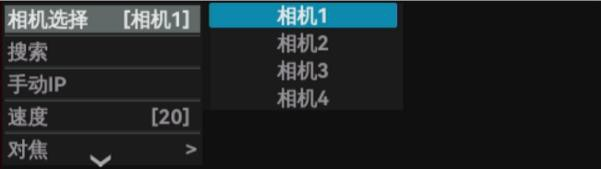 相机选择 [相机1]
搜索
手动IP
速度 [20]
对焦 >
相机1
相机2
相机3
相机4